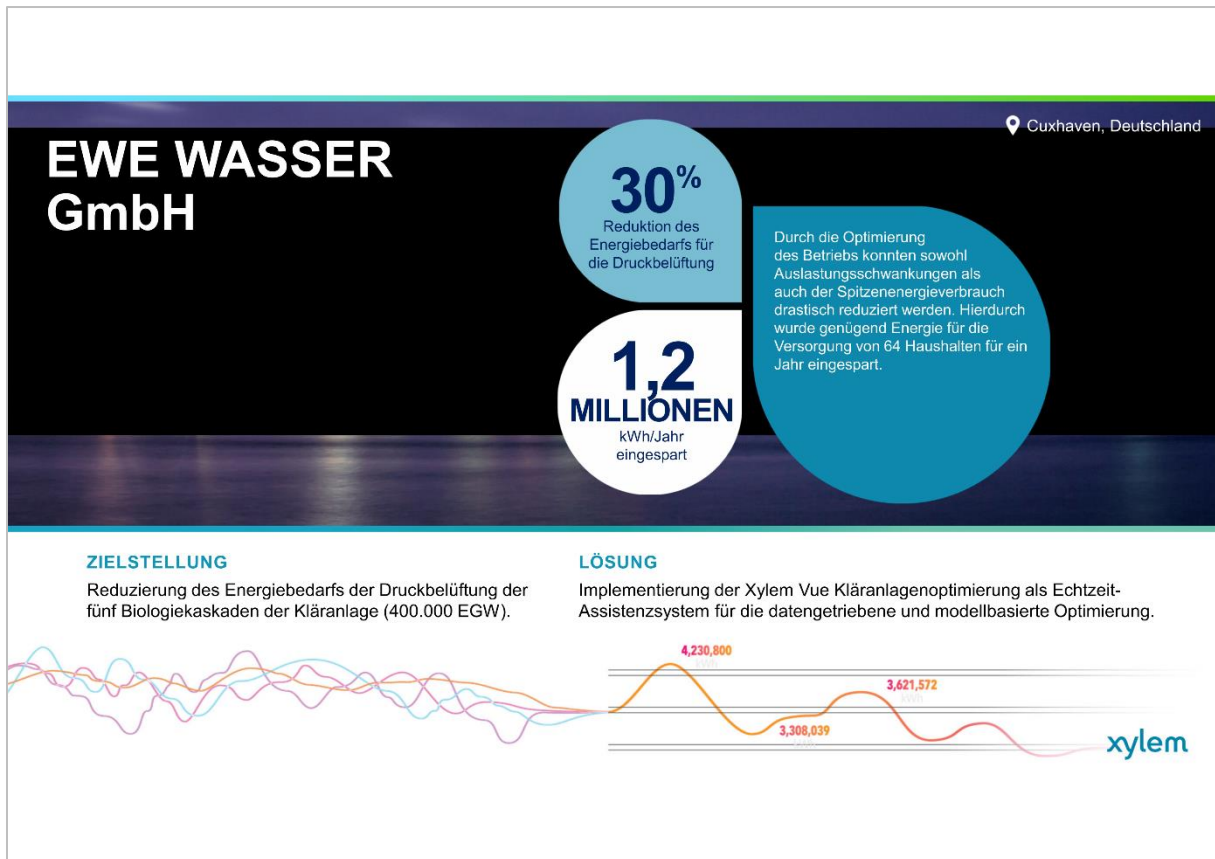 EWE WASSER
GmbH
Cuxhaven, Deutschland
30%
Reduktion des
Energiebedarfs für
die Druckbelüftung
1,2
MILLIONEN
kWh/Jahr
eingespart
Durch die Optimierung
des Betriebs konnten sowohl
Auslastungsschwankungen als
auch der Spitzenenergieverbrauch
drastisch reduziert werden. Hierdurch
wurde genügend Energie für die
Versorgung von 64 Haushalten für ein
Jahr eingespart.
ZIELSTELLUNG
Reduzierung des Energiebedarfs der Druckbelüftung der
fünf Biologiekaskaden der Kläranlage (400.000 EGW).
LÖSUNG
Implementierung der Xylem Vue Kläranlagenoptimierung als Echtzeit-
Assistenzsystem für die datengetriebene und modellbasierte Optimierung.
4,230,800
kWh
3,621,572
kWh
3,308,039
kWh
xylem